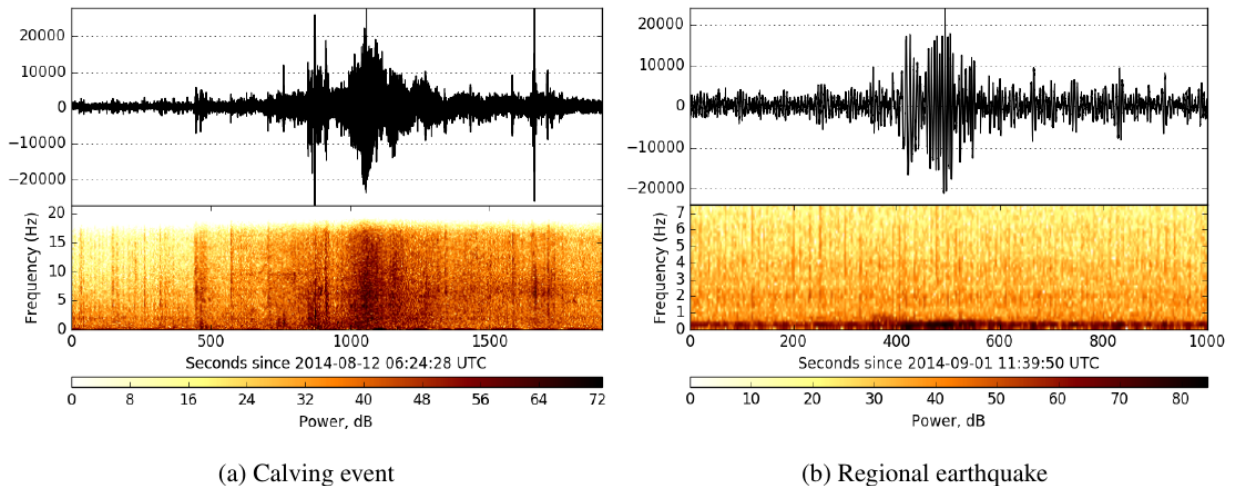 20000
10000
0
−10000
−20000
20
15
10
5
0
Frequency (Hz)
0 500 1000 1500
Seconds since 2014-08-12 06:24:28 UTC
0 8 16 24 32 40 48 56 64 72
Power, dB
(a) Calving event
20000
10000
0
−10000
−20000
7
6
5
4
3
2
1
0
Frequency (Hz)
0 200 400 600 800 1000
Seconds since 2014-09-01 11:39:50 UTC
0 10 20 30 40 50 60 70 80
Power, dB
(b) Regional earthquake